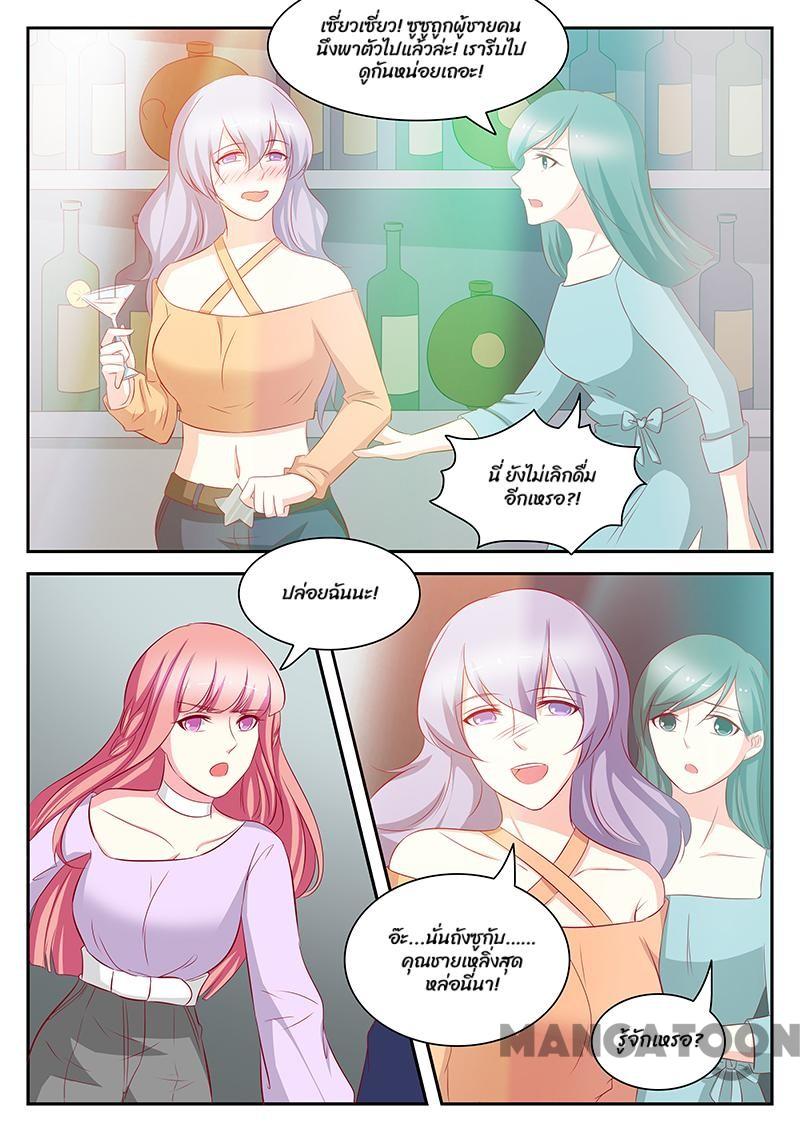 เซี่ยวเซี่ยว! ซูซูถูกผู้ชายคน
นึงพาตัวไปแล้วล่ะ! เรารีบไป
ดูกันหน่อยเถอะ!
นี่ ยังไม่เลิกดื่ม
อีกเหรอ?!
ปล่อยฉันนะ!
อ๊ะ...นั่นถังซูกับ......
คุณชายเหลิ่งสุด
หล่อนี่นา!
รู้จักเหรอ?
MANGATOON